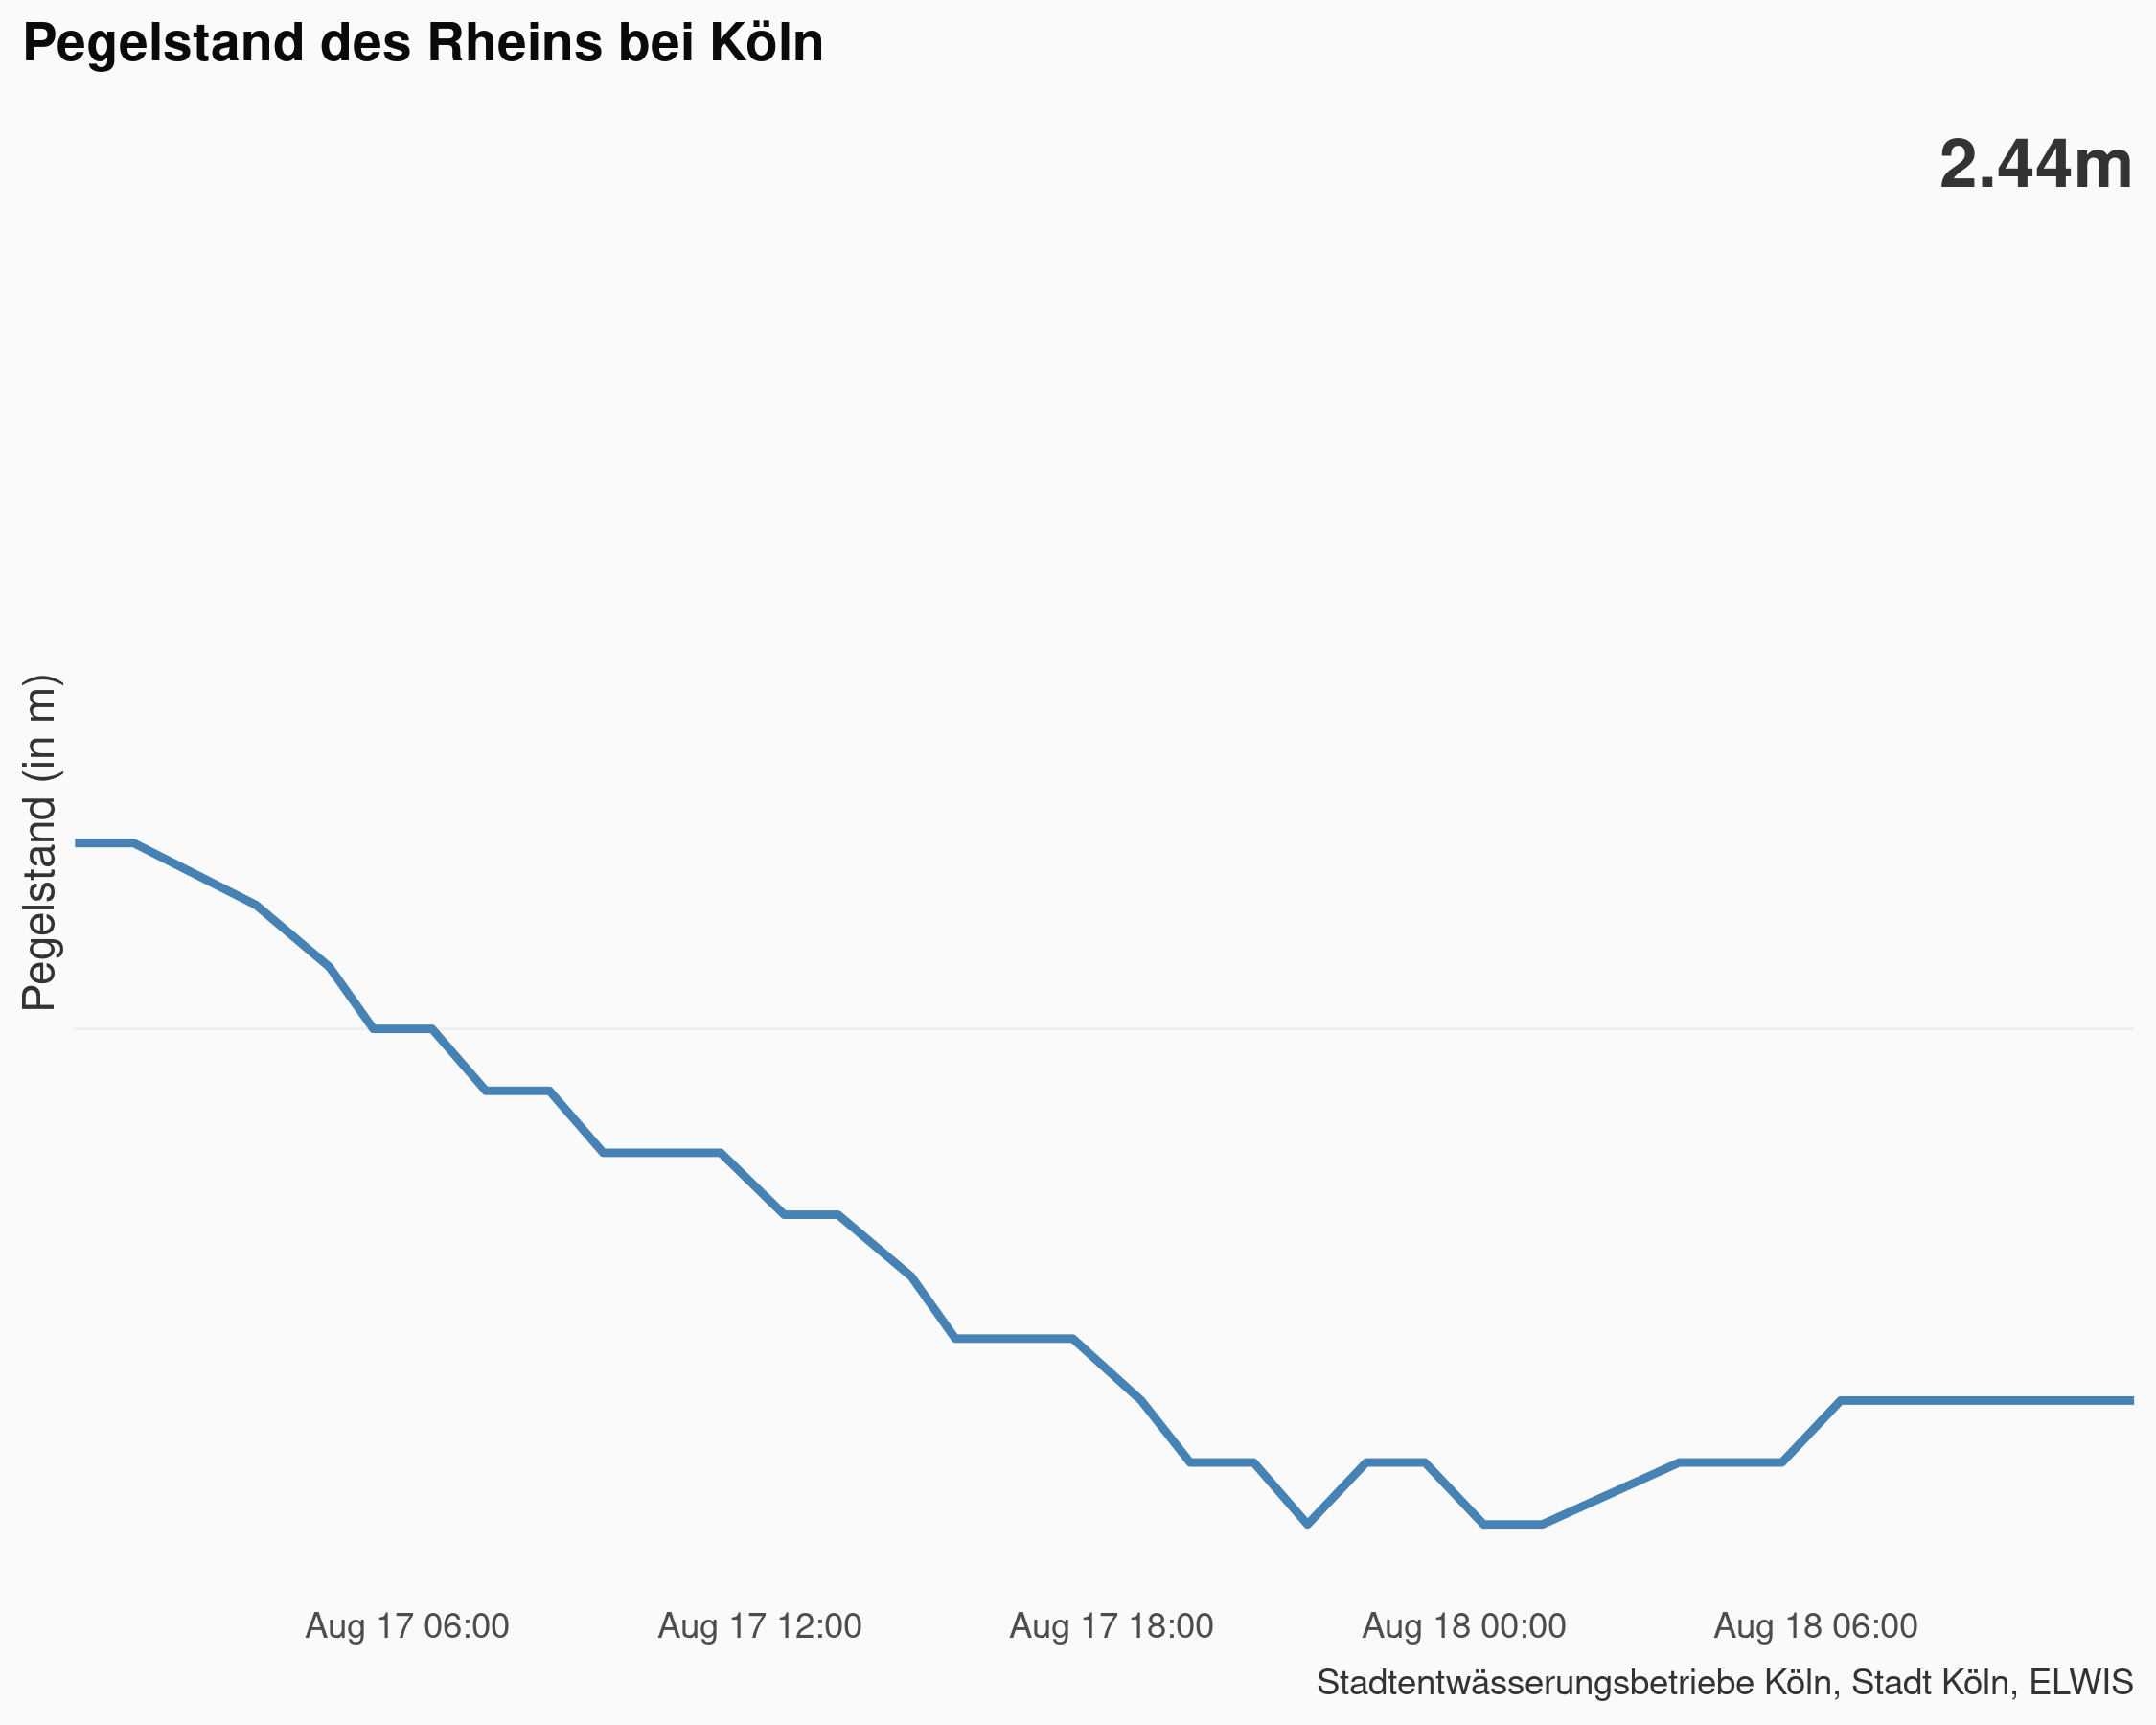 Pegelstand des Rheins bei Köln
2.44m
Pegelstand (in m)
Aug 17 06:00 Aug 17 12:00 Aug 17 18:00 Aug 18 00:00 Aug 18 06:00
Stadtentwässerungsbetriebe Köln, Stadt Köln, ELWIS